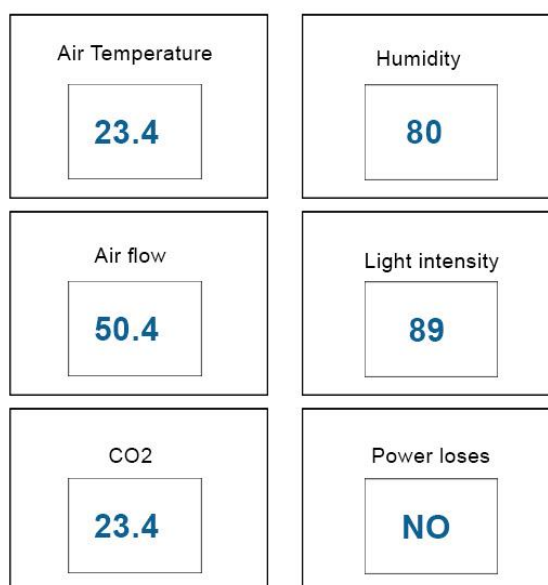 Air Temperature
23.4
Humidity
80
Air flow
50.4
Light intensity
89
CO2
23.4
Power loses
NO